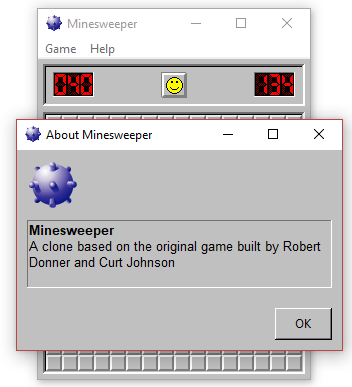 Minesweeper
Game Help
040 134
About Minesweeper
Minesweeper
A clone based on the original game built by Robert
Donner and Curt Johnson
OK